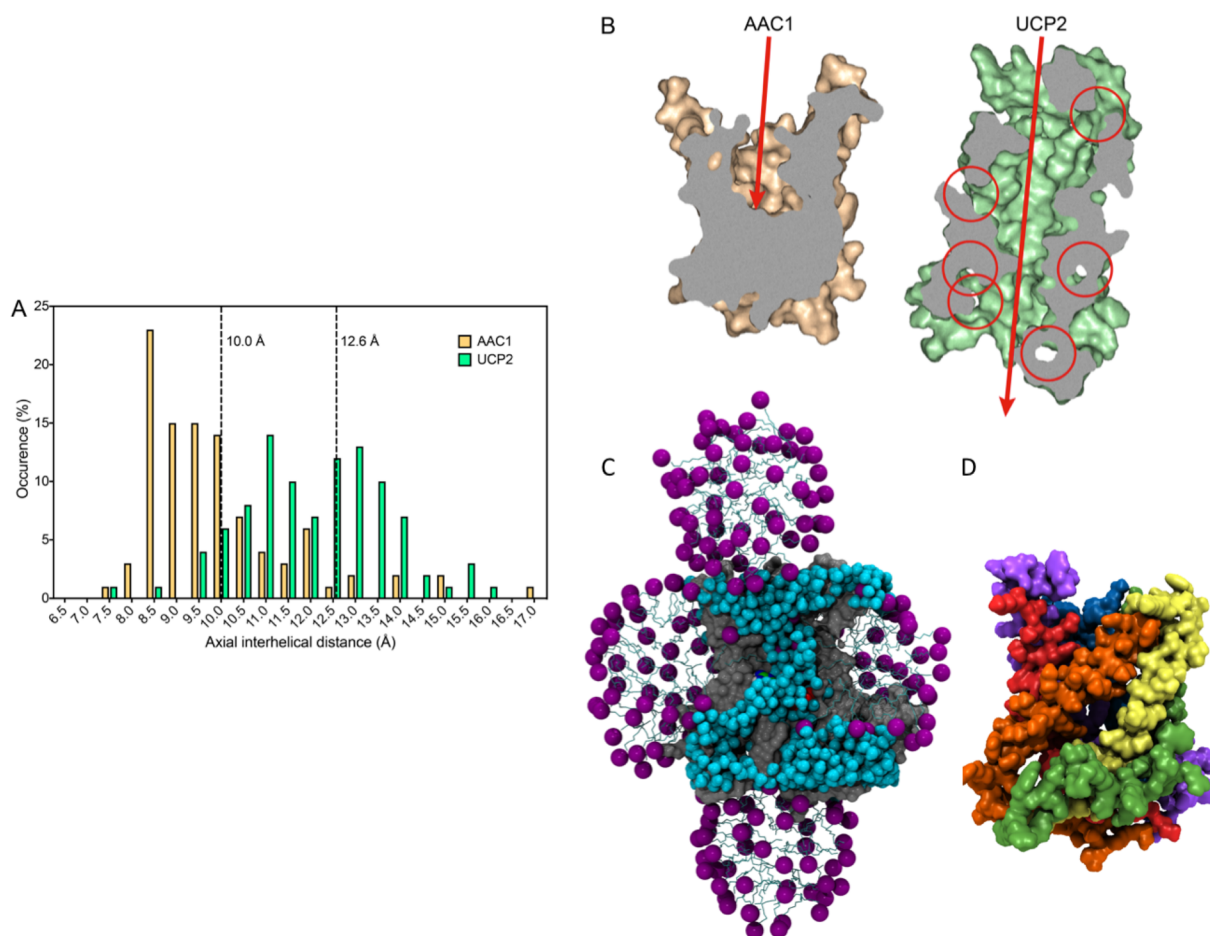 B
AAC1
UCP2
A
25
20
15
10
5
0
Occurence (%)
10.0 Å
12.6 Å
AAC1
UCP2
6.5 7.0 7.5 8.0 8.5 9.0 9.5 10.0 10.5 11.0 11.5 12.0 12.5 13.0 13.5 14.0 14.5 15.0 15.5 16.0 16.5 17.0
Axial interhelical distance (Å)
C
D